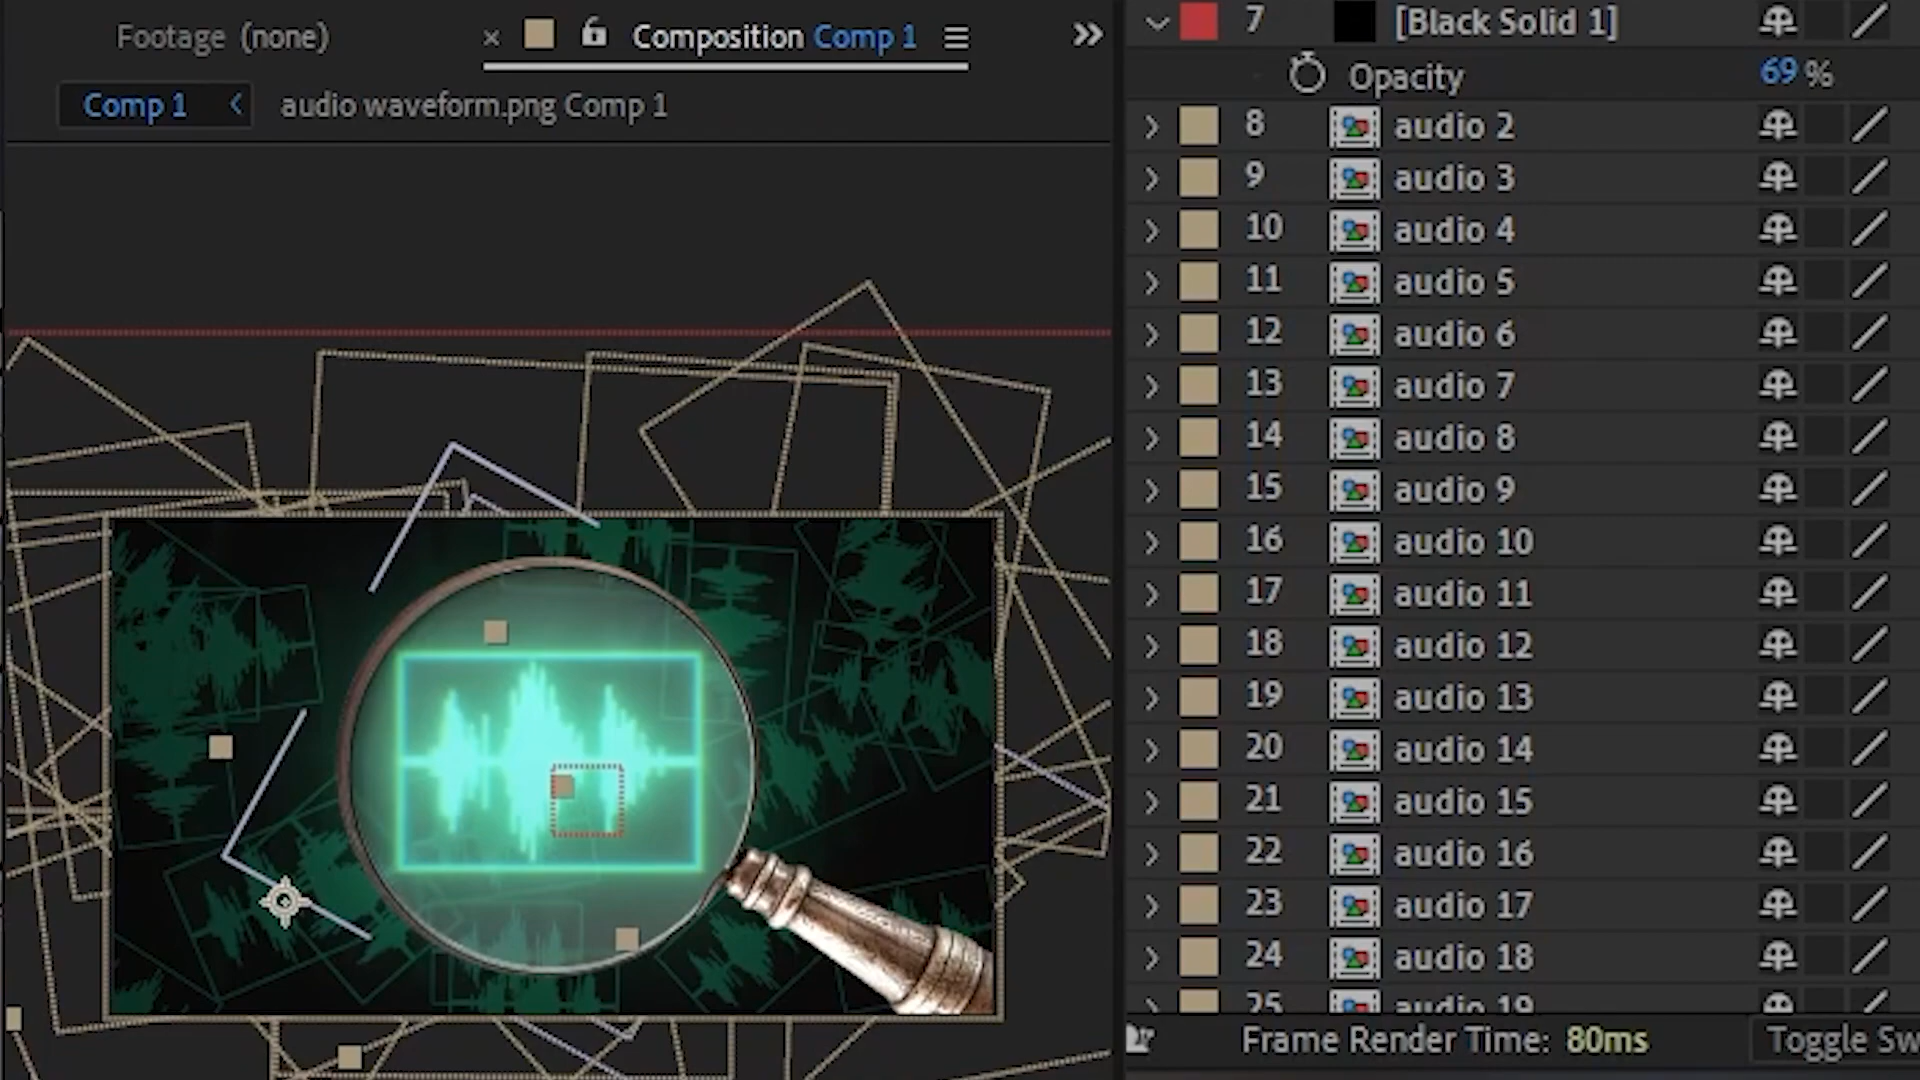 Footage (none)
× Composition Comp 1
Comp 1
audio waveform.png Comp 1
7 [Black Solid 1]
Opacity 69 %
8 audio 2
9 audio 3
10 audio 4
11 audio 5
12 audio 6
13 audio 7
14 audio 8
15 audio 9
16 audio 10
17 audio 11
18 audio 12
19 audio 13
20 audio 14
21 audio 15
22 audio 16
23 audio 17
24 audio 18
25 audio 19
Frame Render Time: 80ms
Toggle Sw